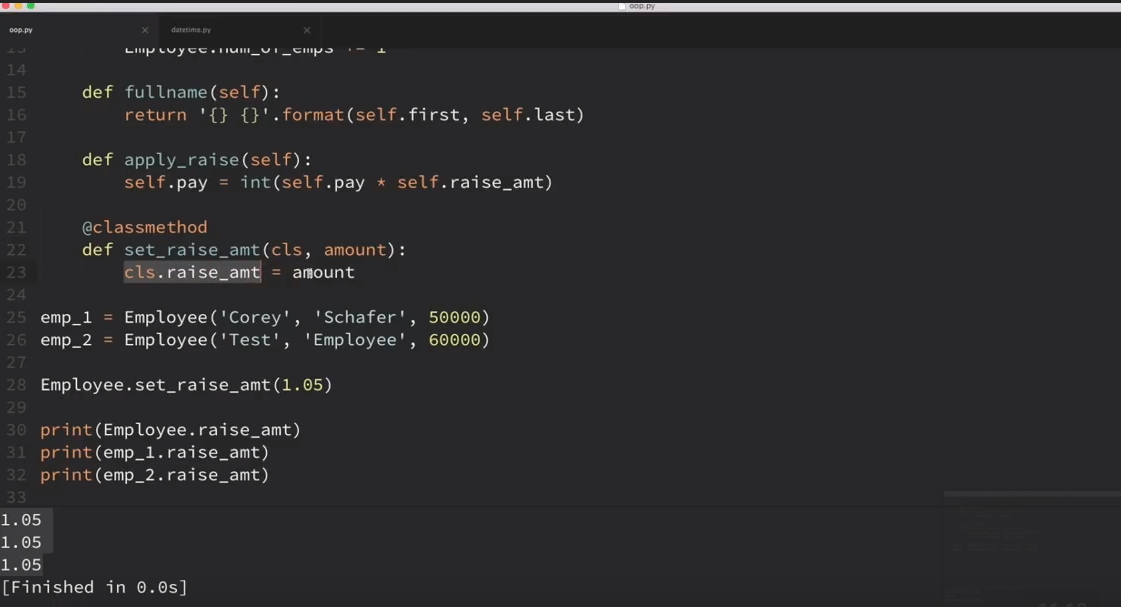 oop.py
oop.py
datetime.py
13 Employee.num_of_emps += 1
14
15 def fullname(self):
16 return '{} {}'.format(self.first, self.last)
17
18 def apply_raise(self):
19 self.pay = int(self.pay * self.raise_amt)
20
21 @classmethod
22 def set_raise_amt(cls, amount):
23 cls.raise_amt = amount
24
25 emp_1 = Employee('Corey', 'Schafer', 50000)
26 emp_2 = Employee('Test', 'Employee', 60000)
27
28 Employee.set_raise_amt(1.05)
29
30 print(Employee.raise_amt)
31 print(emp_1.raise_amt)
32 print(emp_2.raise_amt)
33
1.05
1.05
1.05
[Finished in 0.0s]